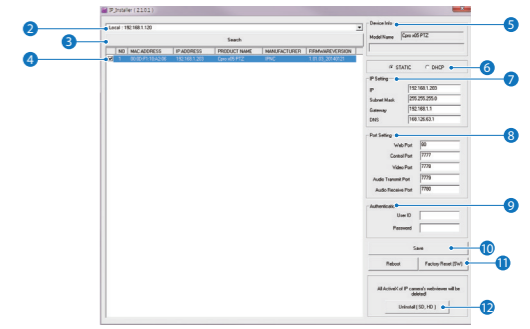 IP_Installer ( 2.1.0.2 )
2
Local : 192.168.1.120
3
Search
NO MAC ADDRESS IP ADDRESS PRODUCT NAME MANUFACTURER FIRMWAREVERSION
4
1 192.168.1.203 Cpro x05 PTZ
Device Info
5
Model Name Cpro x05 PTZ
STATIC DHCP
6
IP Setting
7
IP 192.168.1.203
Subnet Mask 255.255.255.0
Gateway 192.168.1.1
DNS 168.126.63.1
Port Setting
8
Web Port 80
Control Port 7777
Video Port 7778
Audio Transmit Port 7779
Audio Receive Port 7780
Authenticate
9
User ID
Password
Save
10
Reboot Factory Reset (SW)
11
All ActiveX of IP camera's webviewer will be
deleted!
Uninstall ( SD, HD )
12